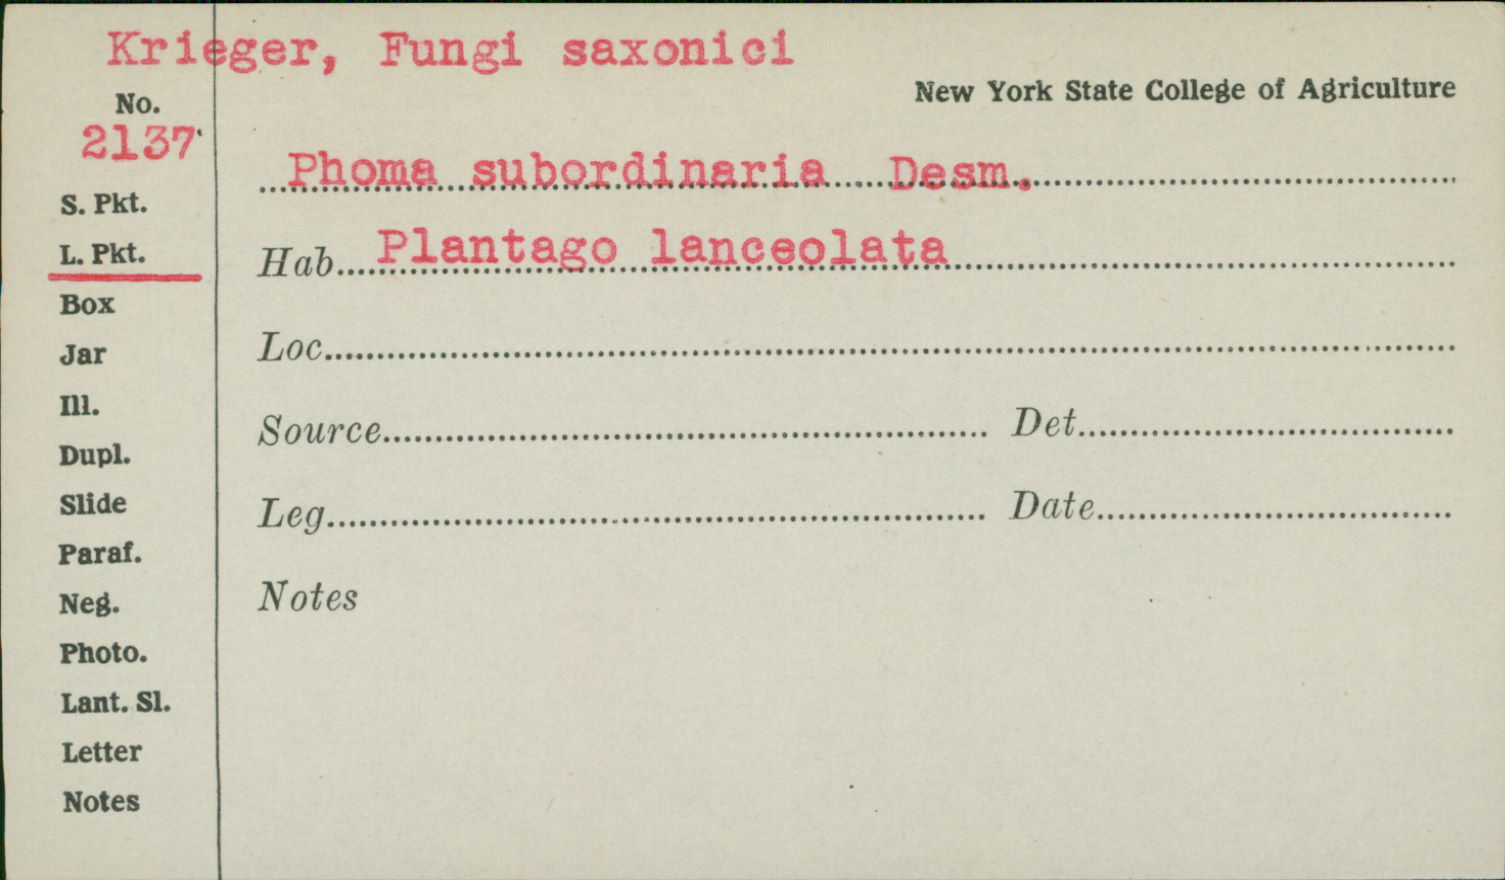 Krieger, Fungi saxonici
New York State College of Agriculture
No.
2137
Phoma subordinaria Desm.
S. Pkt.
L. Pkt.
Hab. Plantago lanceolata
Box
Jar
Loc.
Ill.
Source Det.
Dupl.
Slide
Leg. Date
Paraf.
Neg.
Notes
Photo.
Lant. Sl.
Letter
Notes